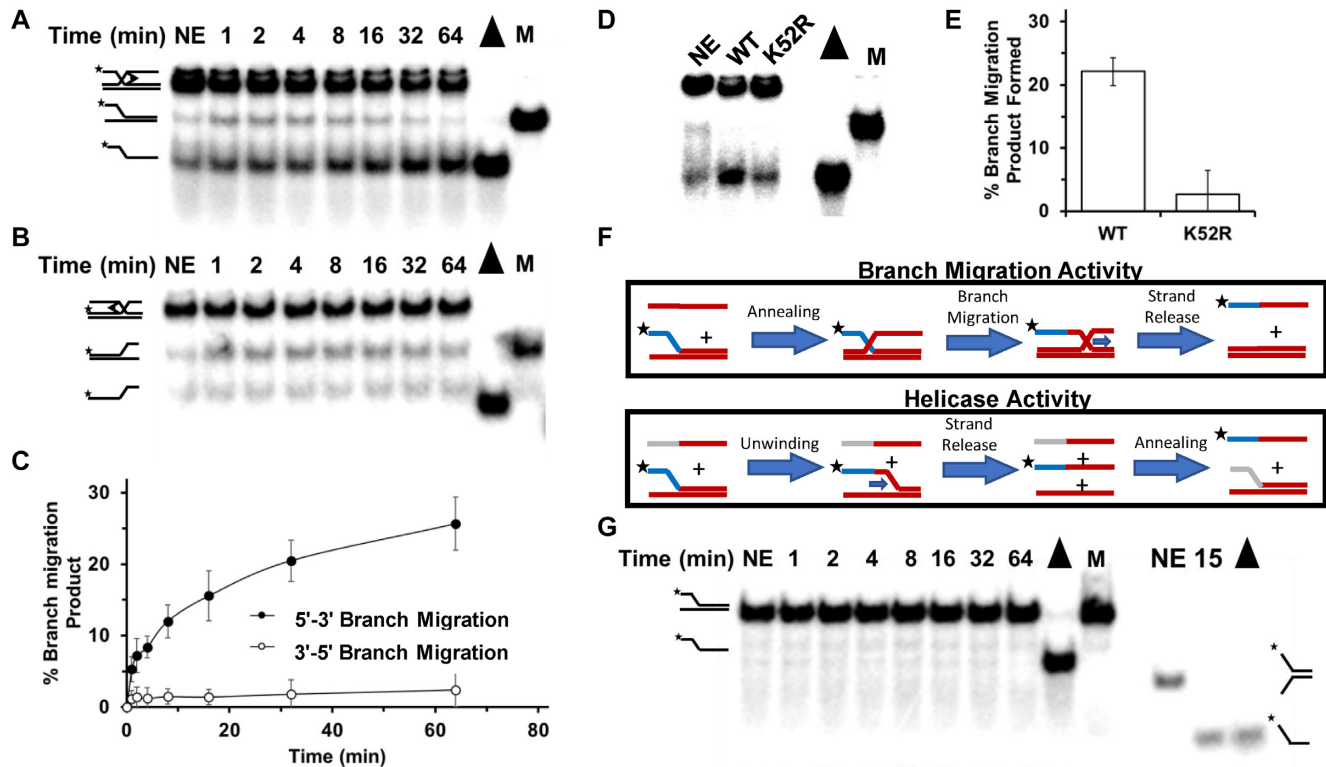 A
Time (min) NE 1 2 4 8 16 32 64 M
B
Time (min) NE 1 2 4 8 16 32 64 M
C
% Branch migration
Product
30
20
10
0
5'-3' Branch Migration
3'-5' Branch Migration
0 20 40 60 80
Time (min)
D
NE WT K52R M
E
% Branch Migration
Product Formed
30
20
10
0
WT K52R
F
Branch Migration Activity
Annealing
Branch
Migration
Strand
Release
+
+
Helicase Activity
Unwinding
Strand
Release
Annealing
+
+
+
+
+
G
Time (min) NE 1 2 4 8 16 32 64 M
NE 15